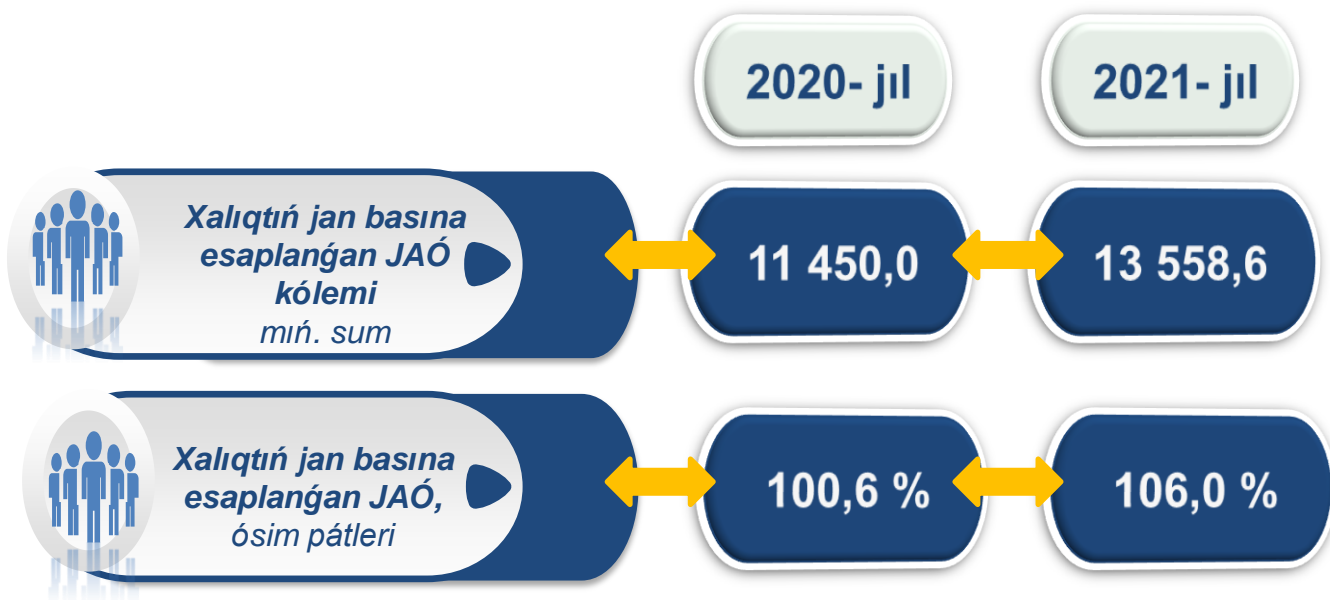 2020- jıl
2021- jıl
Xalıqtıń jan basına
esaplanǵan JAÓ
kólemi
mıń. sum
11 450,0
13 558,6
Xalıqtıń jan basına
esaplanǵan JAÓ,
ósim pátleri
100,6 %
106,0 %